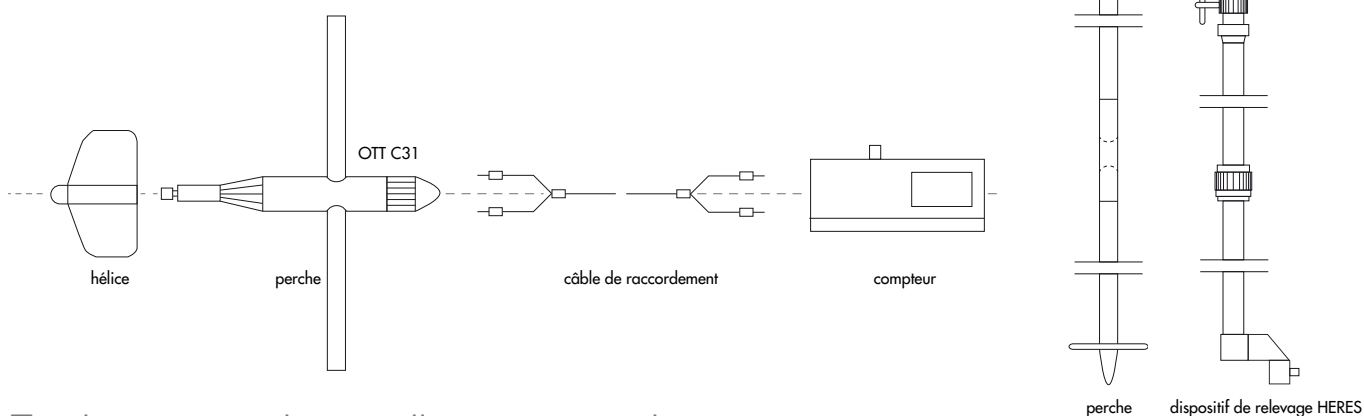 OTT C31
hélice
perche
câble de raccordement
compteur
perche
dispositif de relevage HERES